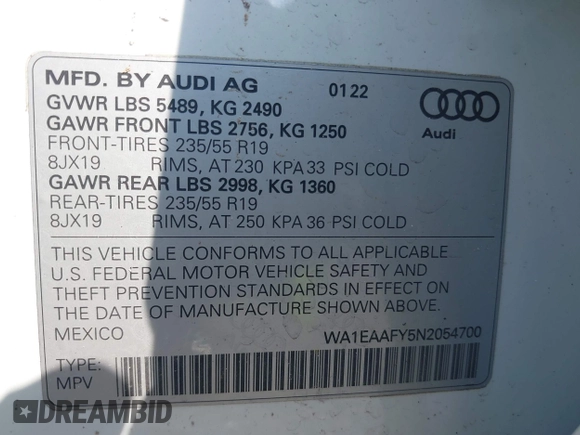 MFD. BY AUDI AG 01 22
GVWR LBS 5489, KG 2490
GAWR FRONT LBS 2756, KG 1250
FRONT-TIRES 235/55 R19
8JX19 RIMS, AT 230 KPA 33 PSI COLD
GAWR REAR LBS 2998, KG 1360
REAR-TIRES 235/55 R19
8JX19 RIMS, AT 250 KPA 36 PSI COLD
Audi
THIS VEHICLE CONFORMS TO ALL APPLICABLE
U.S. FEDERAL MOTOR VEHICLE SAFETY AND
THEFT PREVENTION STANDARDS IN EFFECT ON
THE DATE OF MANUFACTURE SHOWN ABOVE.
MEXICO WA1EAAFY5N2054700
TYPE:
MPV
DREAMBID